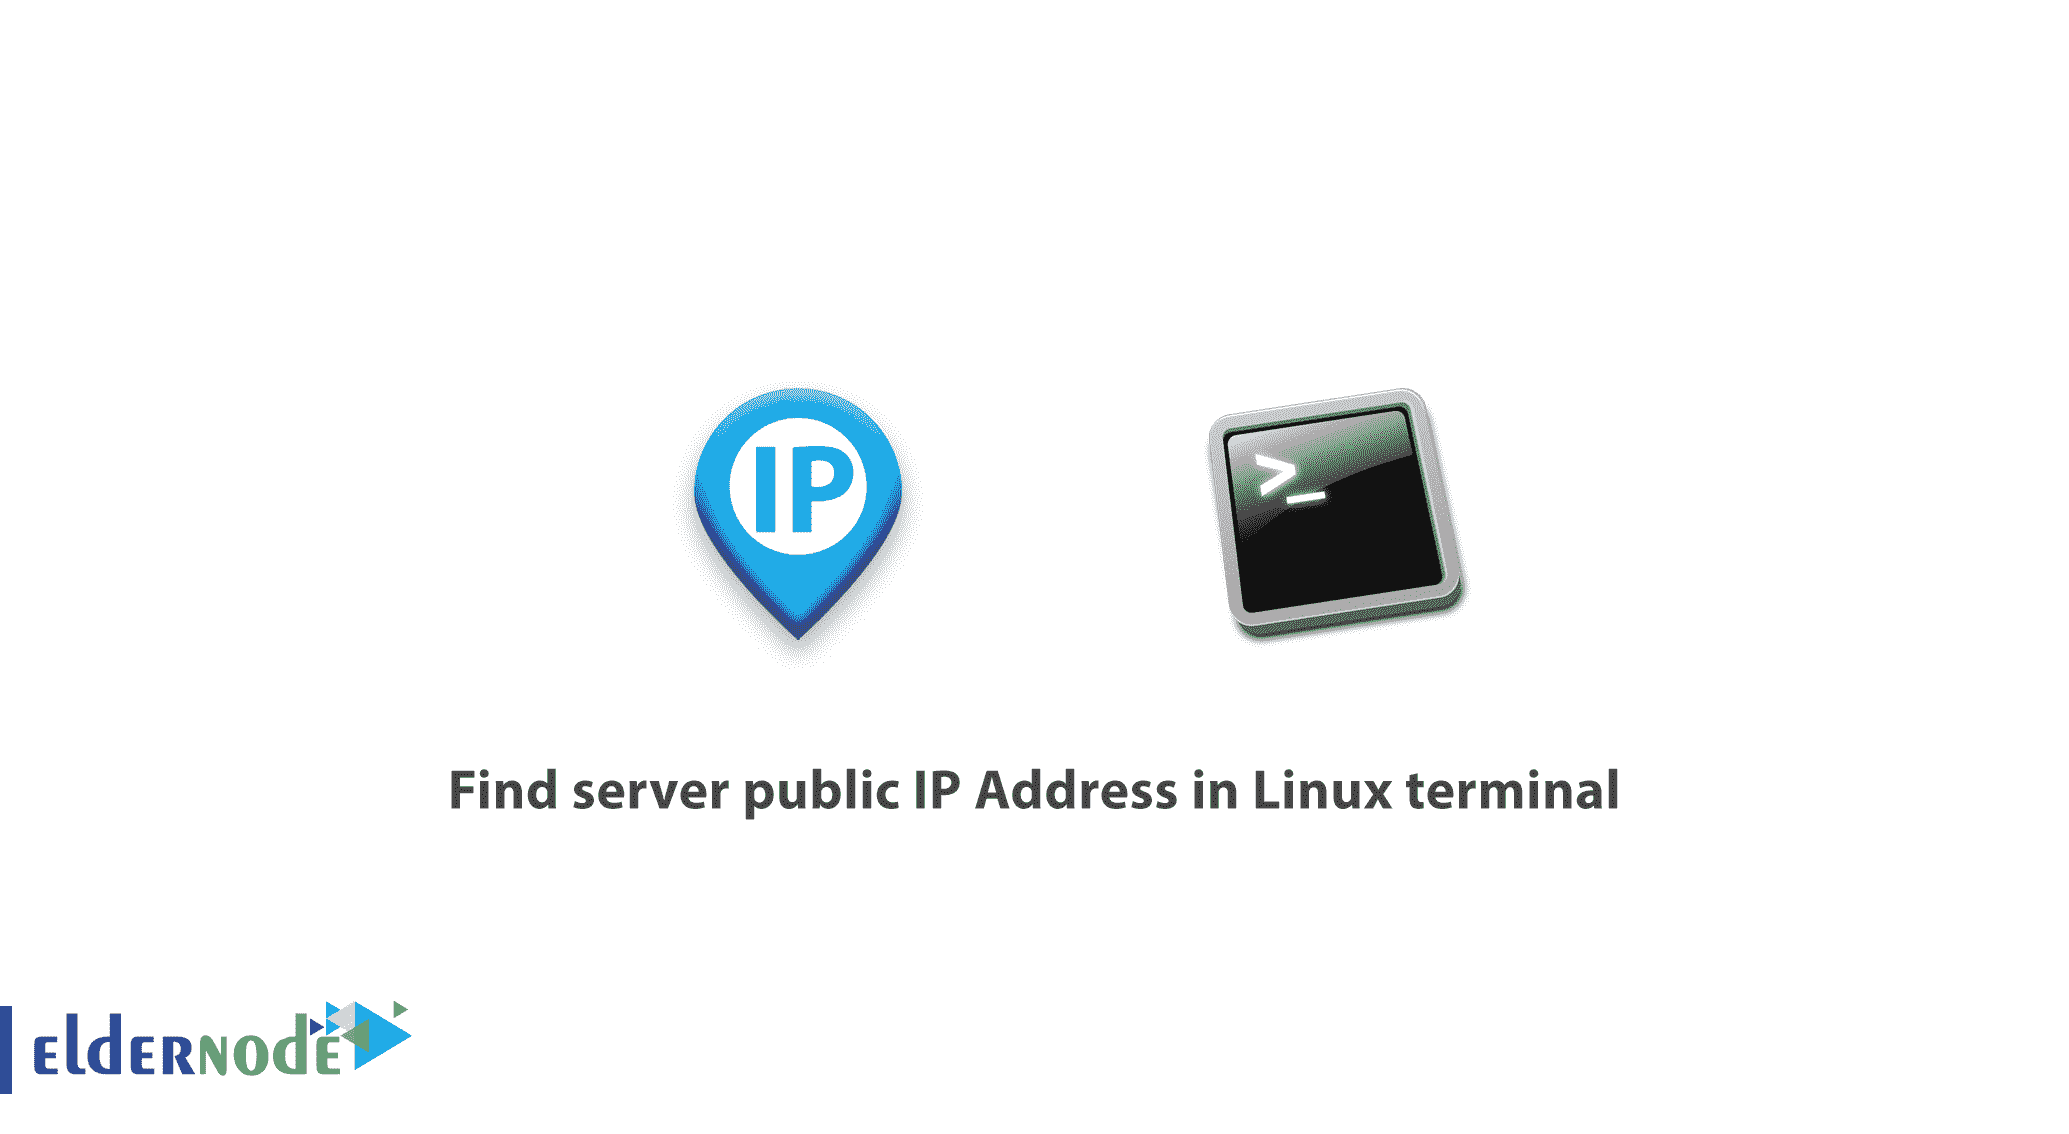 IP
>_
Find server public IP Address in Linux terminal
eldernode